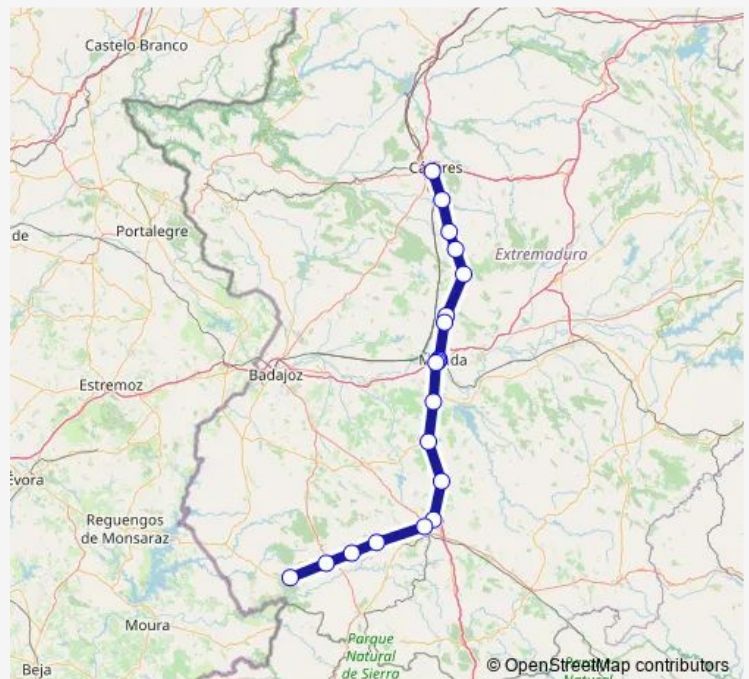 Castelo Branco
Portalegre
de
Extremadura
Badajoz
Estremoz
Évora
Reguengos
de Monsaraz
Moura
Parque
Natural
de Sierra
Beja
© OpenStreetMap contributors